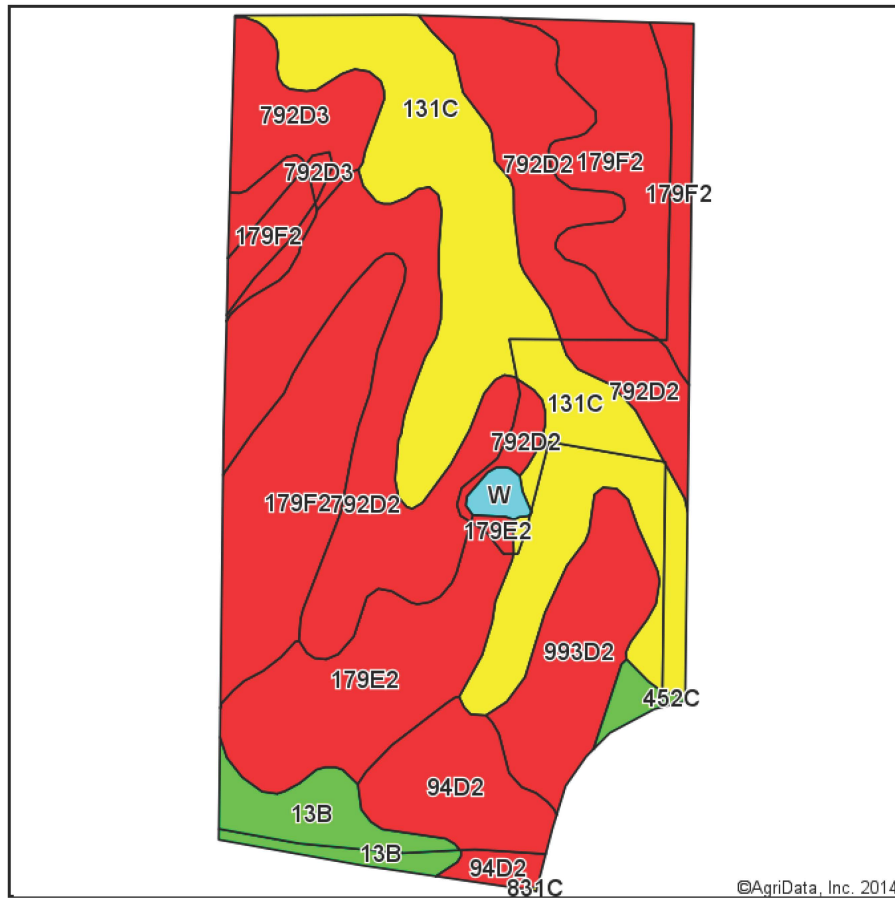 131C
792D3
792D2
179F2
792D3
179F2
179F2
792D2
131C
792D2
W
179F2
792D2
179E2
993D2
179E2
452C
94D2
13B
13B
94D2
831C
©AgriData, Inc. 2014